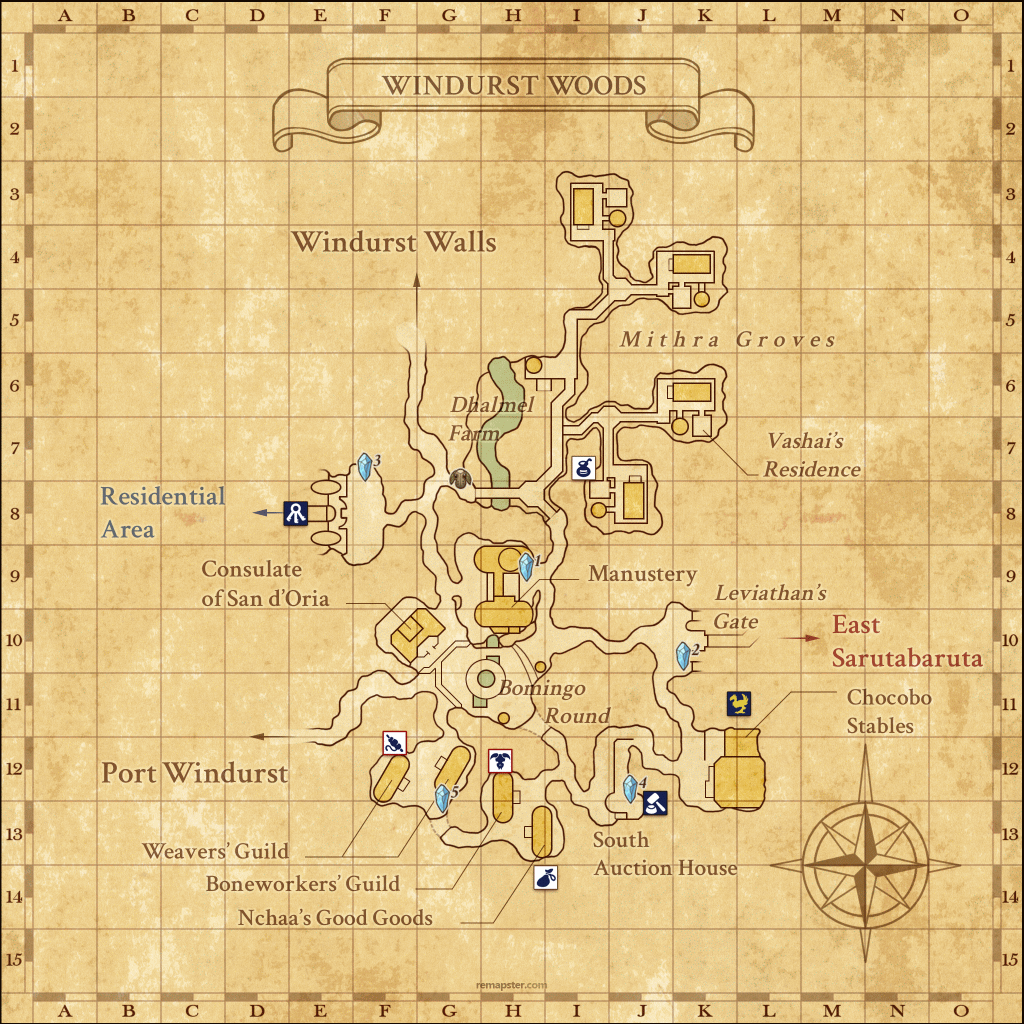 A B C D E F G H I J K L M N O
1 1
WINDURST WOODS
2 2
3 3
Windurst Walls
4 4
5 5
Mithra Groves
6 6
Dhalmel
Farm
7 7
Vashai's
Residence
3
Residential
Area
8 8
1
Consulate
of San d'Oria
9 9
Manustery
Leviathan's
Gate
10 10
2
East
Sarutabaruta
Bomingo
Round
11 11
Chocobo
Stables
Port Windurst
12 12
4
5
13 13
South
Auction House
Weavers' Guild
Boneworkers' Guild
14 14
Nchaa's Good Goods
15 15
remapster.com
A B C D E F G H I J K L M N O